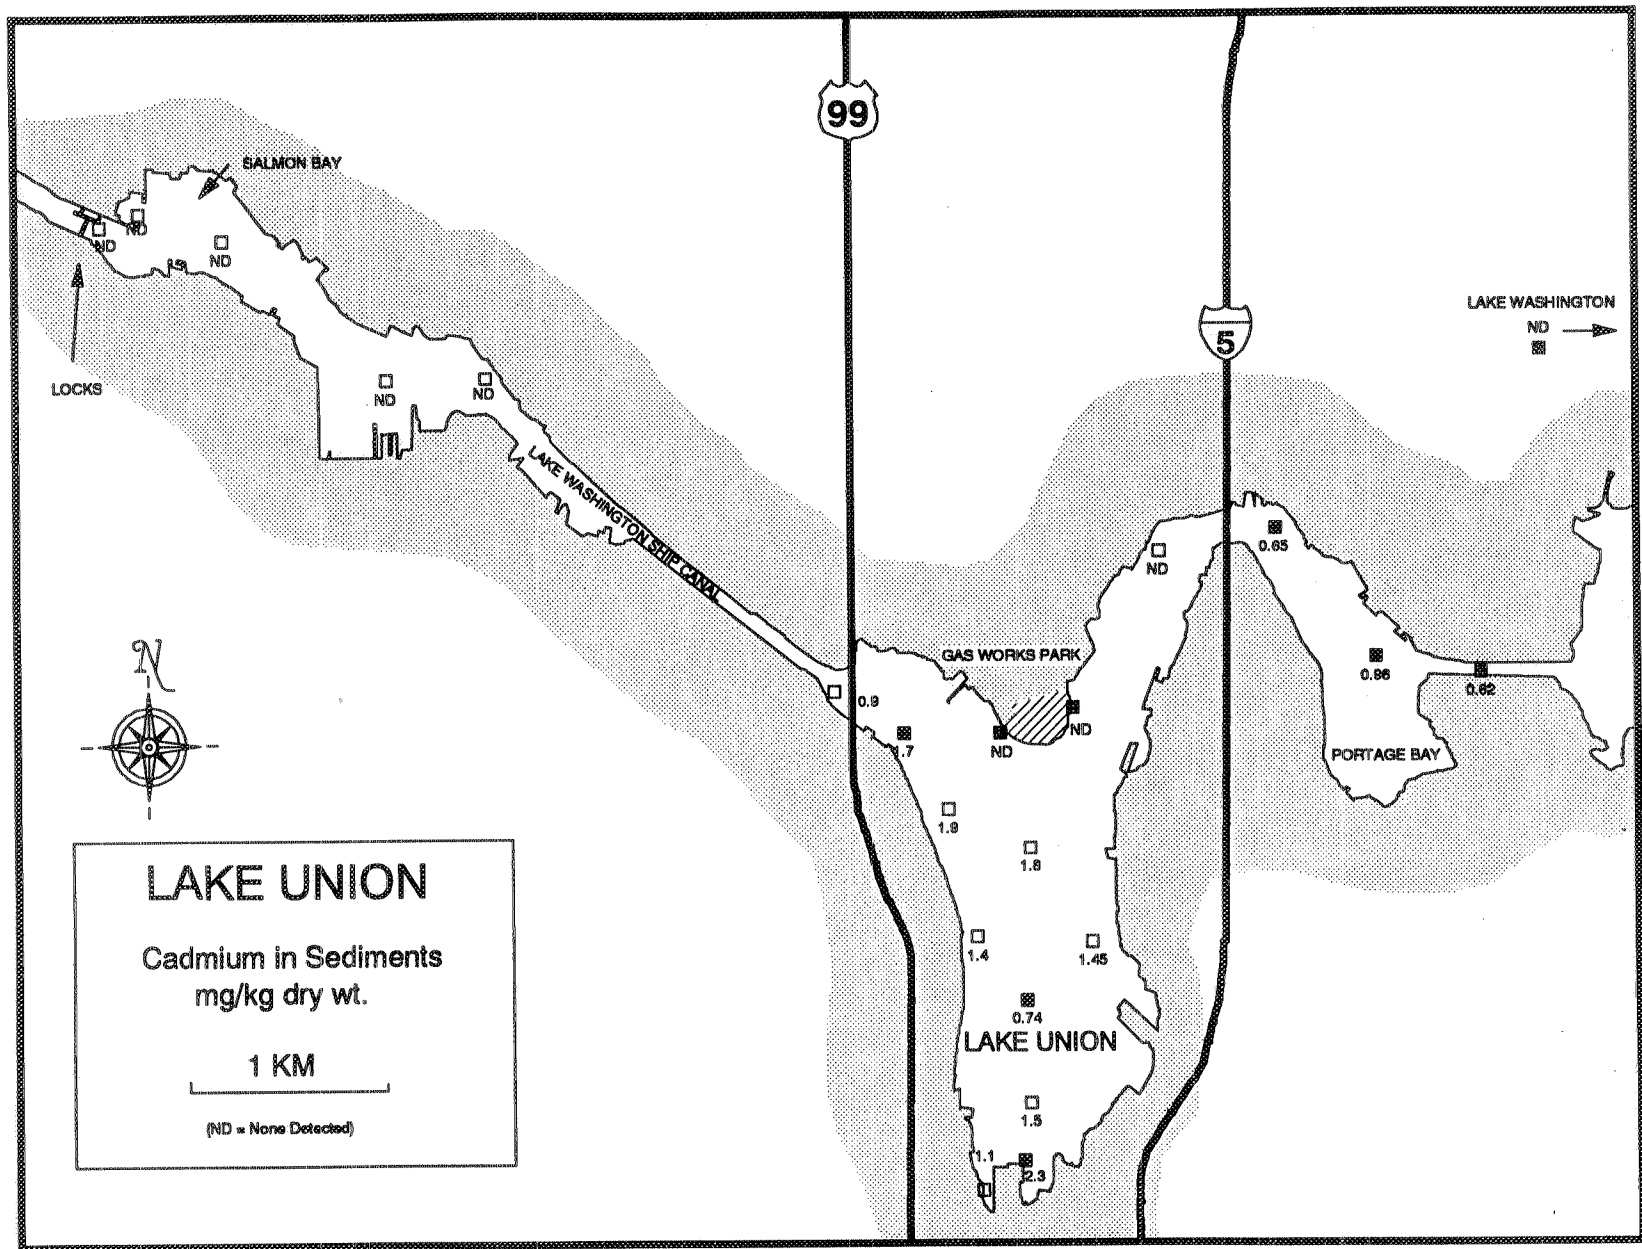 99
SALMON BAY
ND
ND
ND
LAKE WASHINGTON
ND
5
LOCKS
ND
ND
LAKE WASHINGTON SHIP CANAL
0.65
ND
GAS WORKS PARK
N
0.86
0.62
0.9
ND
ND
1.7
PORTAGE BAY
1.9
1.6
LAKE UNION
Cadmium in Sediments
mg/kg dry wt.
1 KM
(ND = None Detected)
1.4
1.45
0.74
LAKE UNION
1.5
1.1
2.3